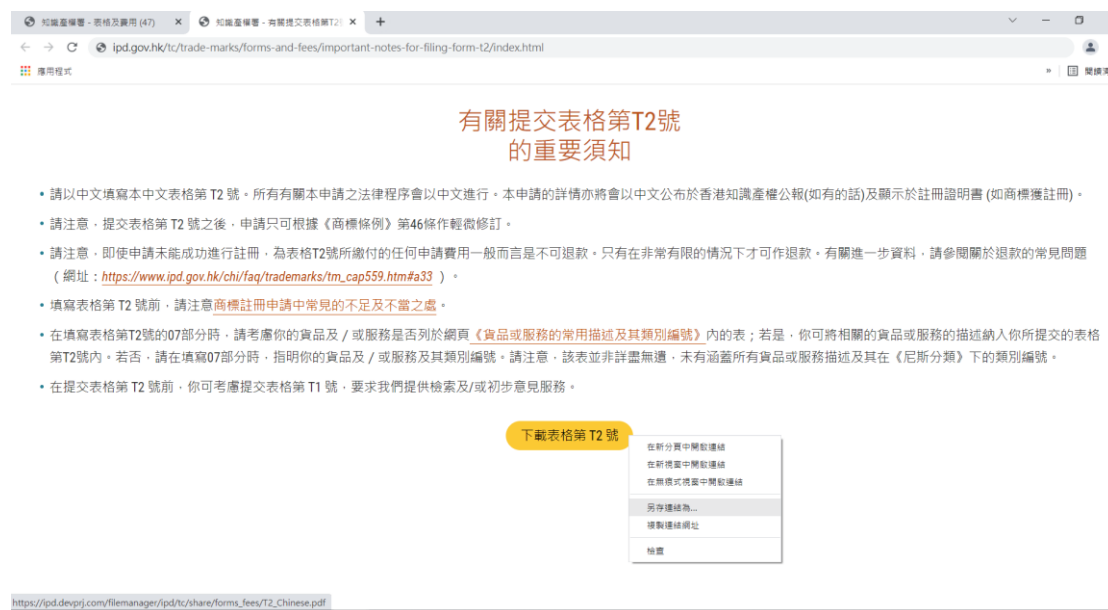 知識產權署 - 表格及費用 (47)
知識產權署 - 有關提交表格第T2
ipd.gov.hk/tc/trade-marks/forms-and-fees/important-notes-for-filing-form-t2/index.html
應用程式
»
有關提交表格第T2號
的重要須知
• 請以中文填寫本中文表格第 T2 號。所有有關本申請之法律程序會以中文進行。本申請的詳情亦將會以中文公布於香港知識產權公報(如有的話)及顯示於註冊證明書 (如商標獲註冊)。
• 請注意，提交表格第 T2 號之後，申請只可根據《商標條例》第46條作輕微修訂。
• 請注意，即使申請未能成功進行註冊，為表格T2號所繳付的任何申請費用一般而言是不可退款。只有在非常有限的情況下才可作退款。有關進一步資料，請參閱關於退款的常見問題
（網址：https://www.ipd.gov.hk/chi/faq/trademarks/tm_cap559.htm#a33 ）。
• 填寫表格第 T2 號前，請注意商標註冊申請中常見的不足及不當之處。
• 在填寫表格第T2號的07部分時，請考慮你的貨品及 / 或服務是否列於網頁《貨品或服務的常用描述及其類別編號》內的表；若是，你可將相關的貨品或服務的描述納入你所提交的表格
第T2號內。若否，請在填寫07部分時，指明你的貨品及 / 或服務及其類別編號。請注意，該表並非詳盡無遺，未有涵蓋所有貨品或服務描述及其在《尼斯分類》下的類別編號。
• 在提交表格第 T2 號前，你可考慮提交表格第 T1 號，要求我們提供檢索及/或初步意見服務。
下載表格第 T2 號
在新分頁中開啟連結
在新視窗中開啟連結
在無痕式視窗中開啟連結
另存連結為...
複製連結網址
檢查
https://ipd.devprj.com/filemanager/ipd/tc/share/forms_fees/T2_Chinese.pdf